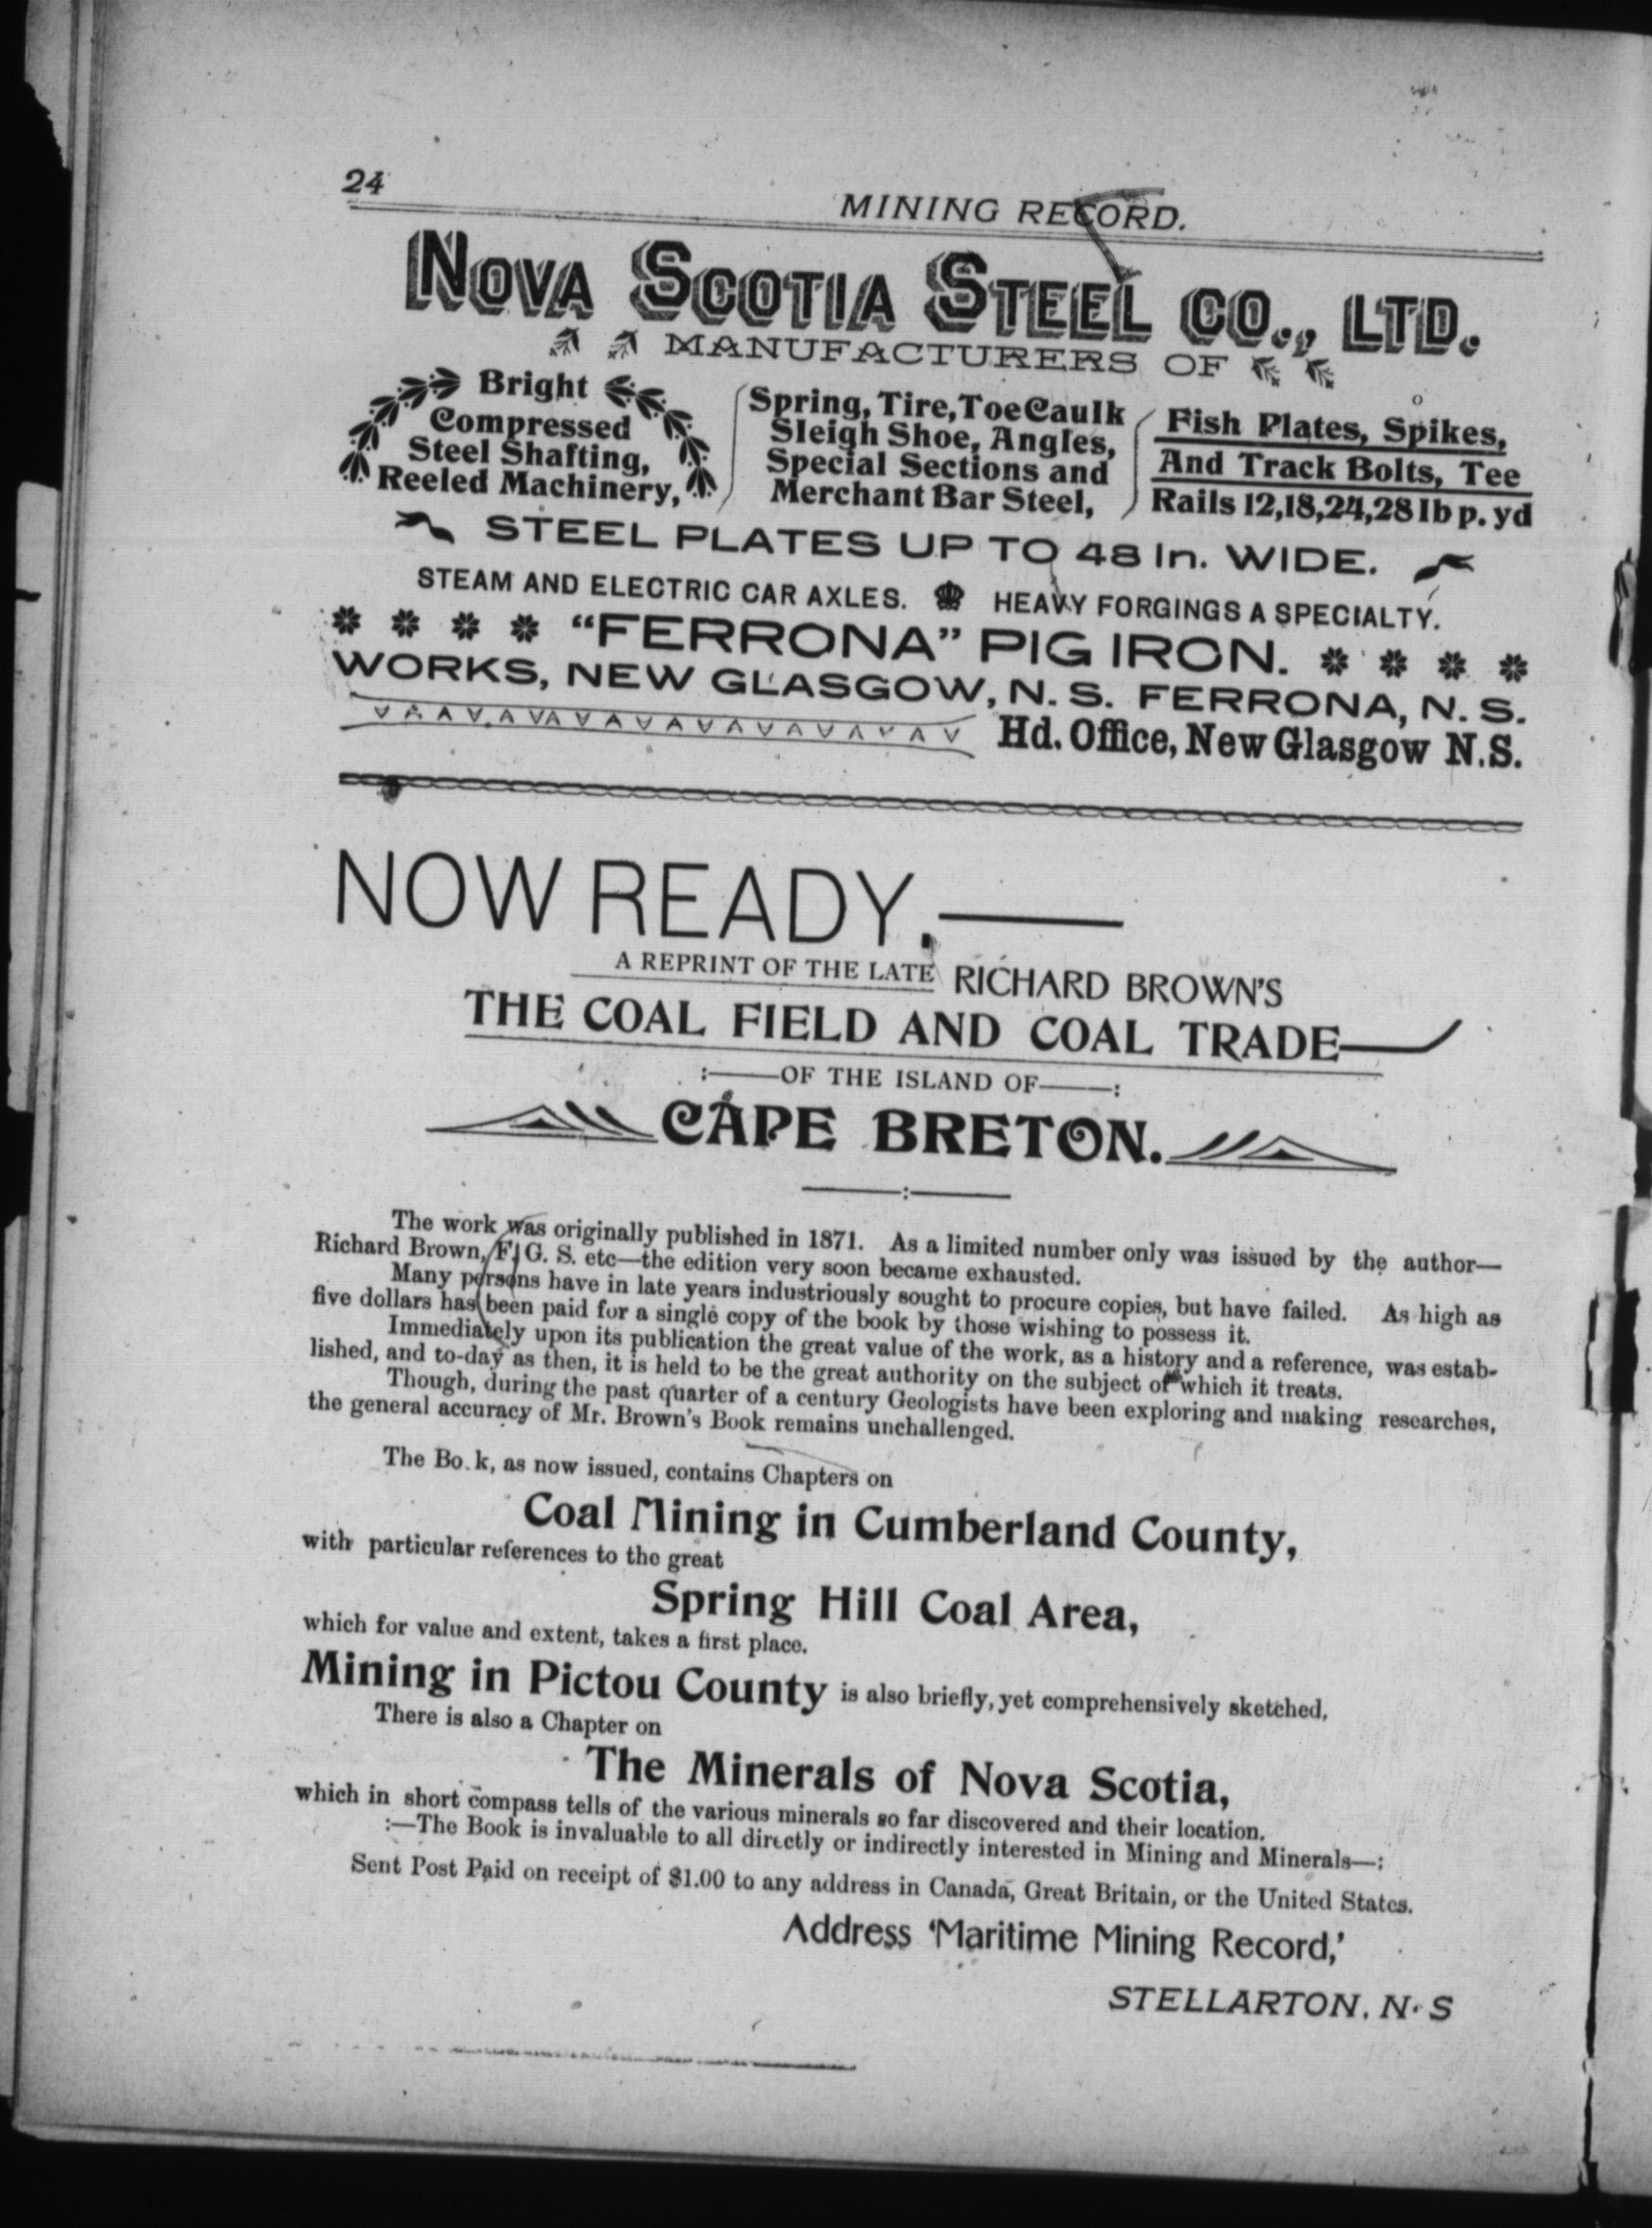 24
MINING RECORD.
NOVA SCOTIA STEEL CO., LTD.
MANUFACTURERS OF
Bright
Compressed
Steel Shafting,
Reeled Machinery,
Spring, Tire, Toe Caulk
Sleigh Shoe, Angles,
Special Sections and
Merchant Bar Steel,
Fish Plates, Spikes,
And Track Bolts, Tee
Rails 12,18,24,28 lb p. yd
STEEL PLATES UP TO 48 In. WIDE.
STEAM AND ELECTRIC CAR AXLES. HEAVY FORGINGS A SPECIALTY.
"FERRONA" PIG IRON.
WORKS, NEW GLASGOW, N. S. FERRONA, N. S.
Hd. Office, New Glasgow N.S.
NOW READY,—
A REPRINT OF THE LATE RICHARD BROWN'S
THE COAL FIELD AND COAL TRADE
:——OF THE ISLAND OF——:
CAPE BRETON.
The work was originally published in 1871. As a limited number only was issued by the author—
Richard Brown, F. G. S. etc—the edition very soon became exhausted.
Many persons have in late years industriously sought to procure copies, but have failed. As high as
five dollars has been paid for a single copy of the book by those wishing to possess it.
Immediately upon its publication the great value of the work, as a history and a reference, was estab-
lished, and to-day as then, it is held to be the great authority on the subject of which it treats.
Though, during the past quarter of a century Geologists have been exploring and making researches,
the general accuracy of Mr. Brown's Book remains unchallenged.
The Bo.k, as now issued, contains Chapters on
Coal Mining in Cumberland County,
with particular references to the great
Spring Hill Coal Area,
which for value and extent, takes a first place.
Mining in Pictou County is also briefly, yet comprehensively sketched,
There is also a Chapter on
The Minerals of Nova Scotia,
which in short compass tells of the various minerals so far discovered and their location.
:—The Book is invaluable to all directly or indirectly interested in Mining and Minerals—:
Sent Post Paid on receipt of $1.00 to any address in Canada, Great Britain, or the United States.
Address 'Maritime Mining Record,'
STELLARTON, N. S